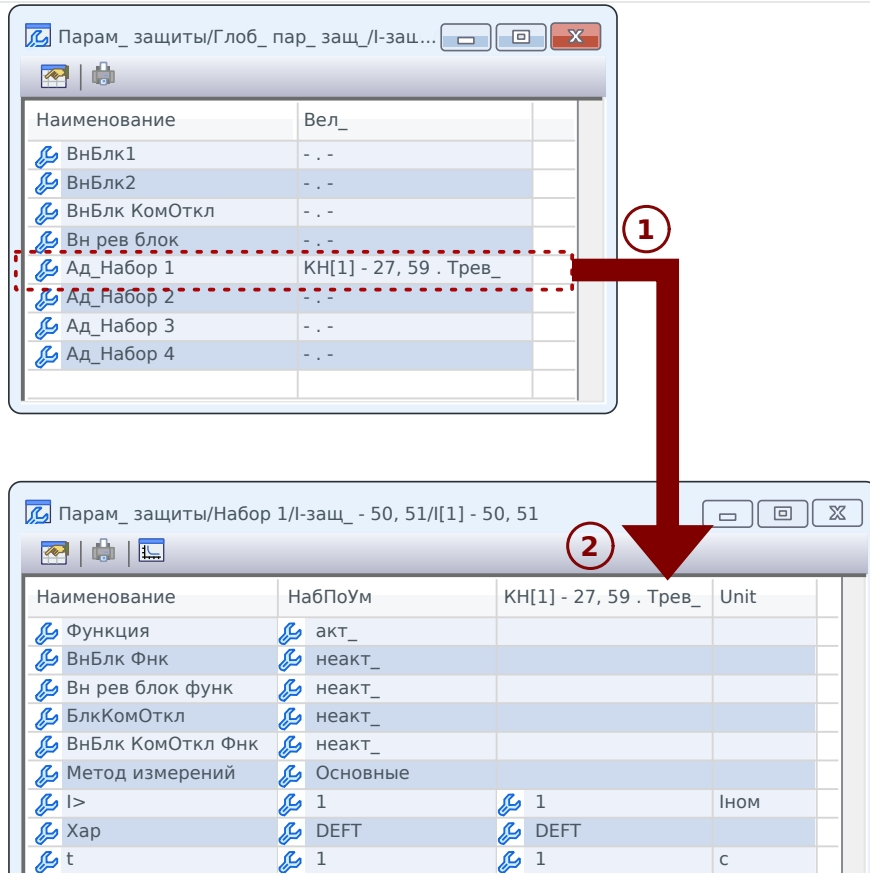 Парам_ защиты/Глоб_ пар_ защ_/I-защ...
Наименование Вел_
ВнБлк1 - . -
ВнБлк2 - . -
ВнБлк КомОткл - . -
Вн рев блок - . -
Ад_Набор 1 КН[1] - 27, 59 . Трев_
Ад_Набор 2 - . -
Ад_Набор 3 - . -
Ад_Набор 4 - . -
1
Парам_ защиты/Набор 1/I-защ_ - 50, 51/I[1] - 50, 51
2
Наименование НабПоУм КН[1] - 27, 59 . Трев_ Unit
Функция акт_
ВнБлк Фнк неакт_
Вн рев блок функ неакт_
БлкКомОткл неакт_
ВнБлк КомОткл Фнк неакт_
Метод измерений Основные
I> 1 1 Iном
Хар DEFT DEFT
t 1 1 с